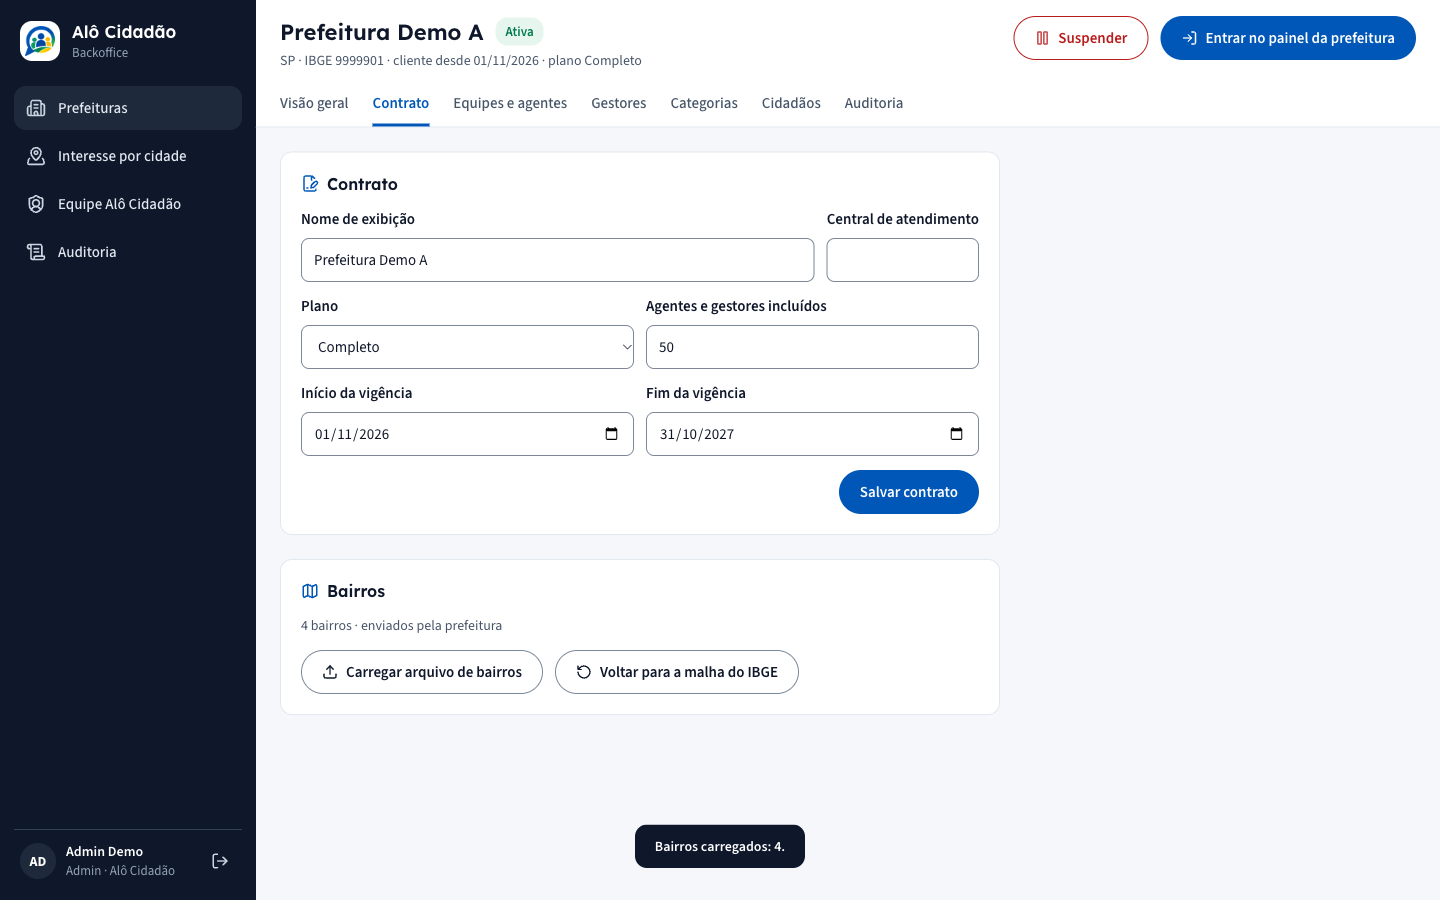 Alô Cidadão
Backoffice
Prefeituras
Interesse por cidade
Equipe Alô Cidadão
Auditoria
AD
Admin Demo
Admin · Alô Cidadão
Prefeitura Demo A
Ativa
SP · IBGE 9999901 · cliente desde 01/11/2026 · plano Completo
Suspender
Entrar no painel da prefeitura
Visão geral
Contrato
Equipes e agentes
Gestores
Categorias
Cidadãos
Auditoria
Contrato
Nome de exibição
Central de atendimento
Prefeitura Demo A
Plano
Agentes e gestores incluídos
Completo
50
Início da vigência
Fim da vigência
01/11/2026
31/10/2027
Salvar contrato
Bairros
4 bairros · enviados pela prefeitura
Carregar arquivo de bairros
Voltar para a malha do IBGE
Bairros carregados: 4.